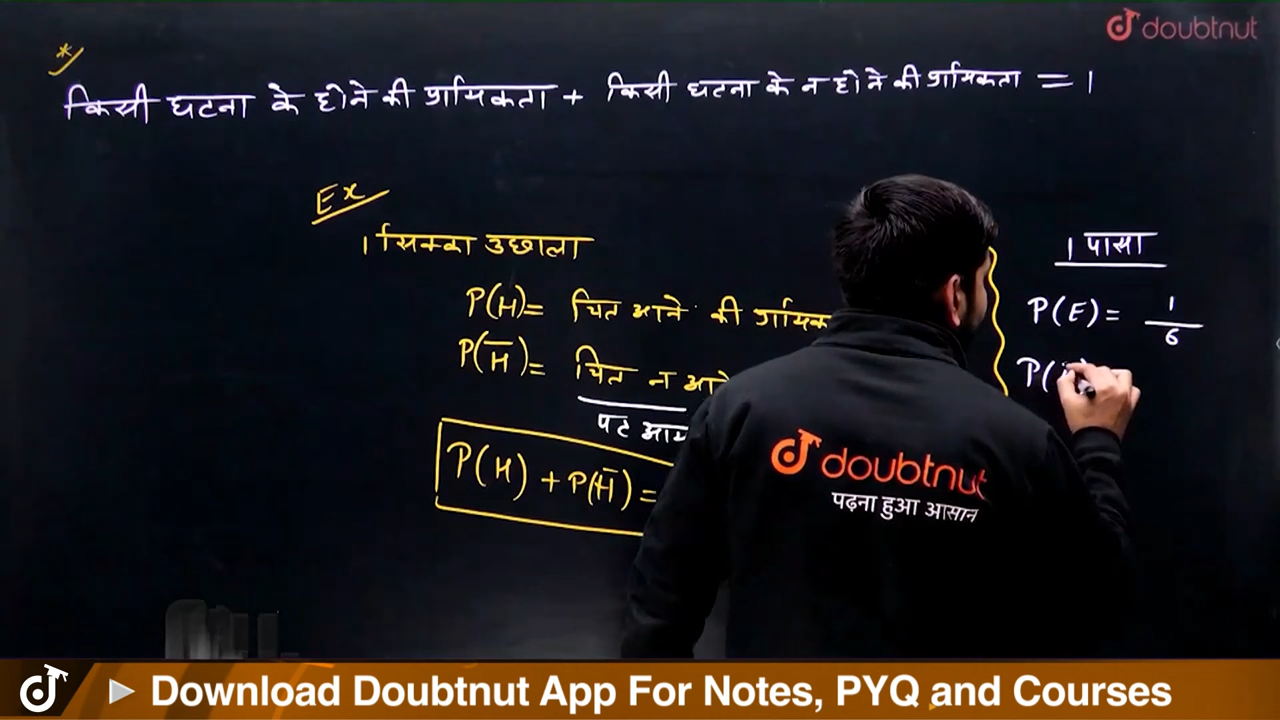 doubtnut
*
किसी घटना के होने की प्रायिकता + किसी घटना के न होने की प्रायिकता = 1
Ex
1 सिक्का उछाला
P(H) = चित आने की
P(H̅) = चित न आने
पट आय
P(H) + P(H̅) =
1 पासा
P(E) = 1/6
P(
doubtnut
पढ़ना हुआ आसान
Download Doubtnut App For Notes, PYQ and Courses